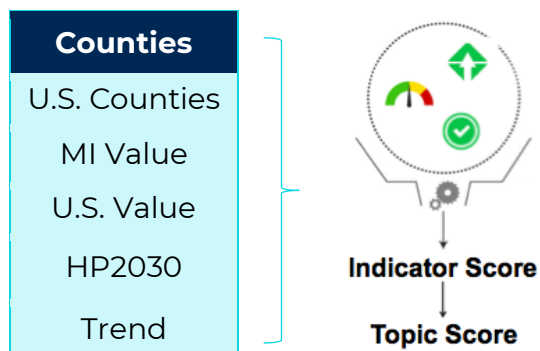 Counties
U.S. Counties
MI Value
U.S. Value
HP2030
Trend
Indicator Score
Topic Score